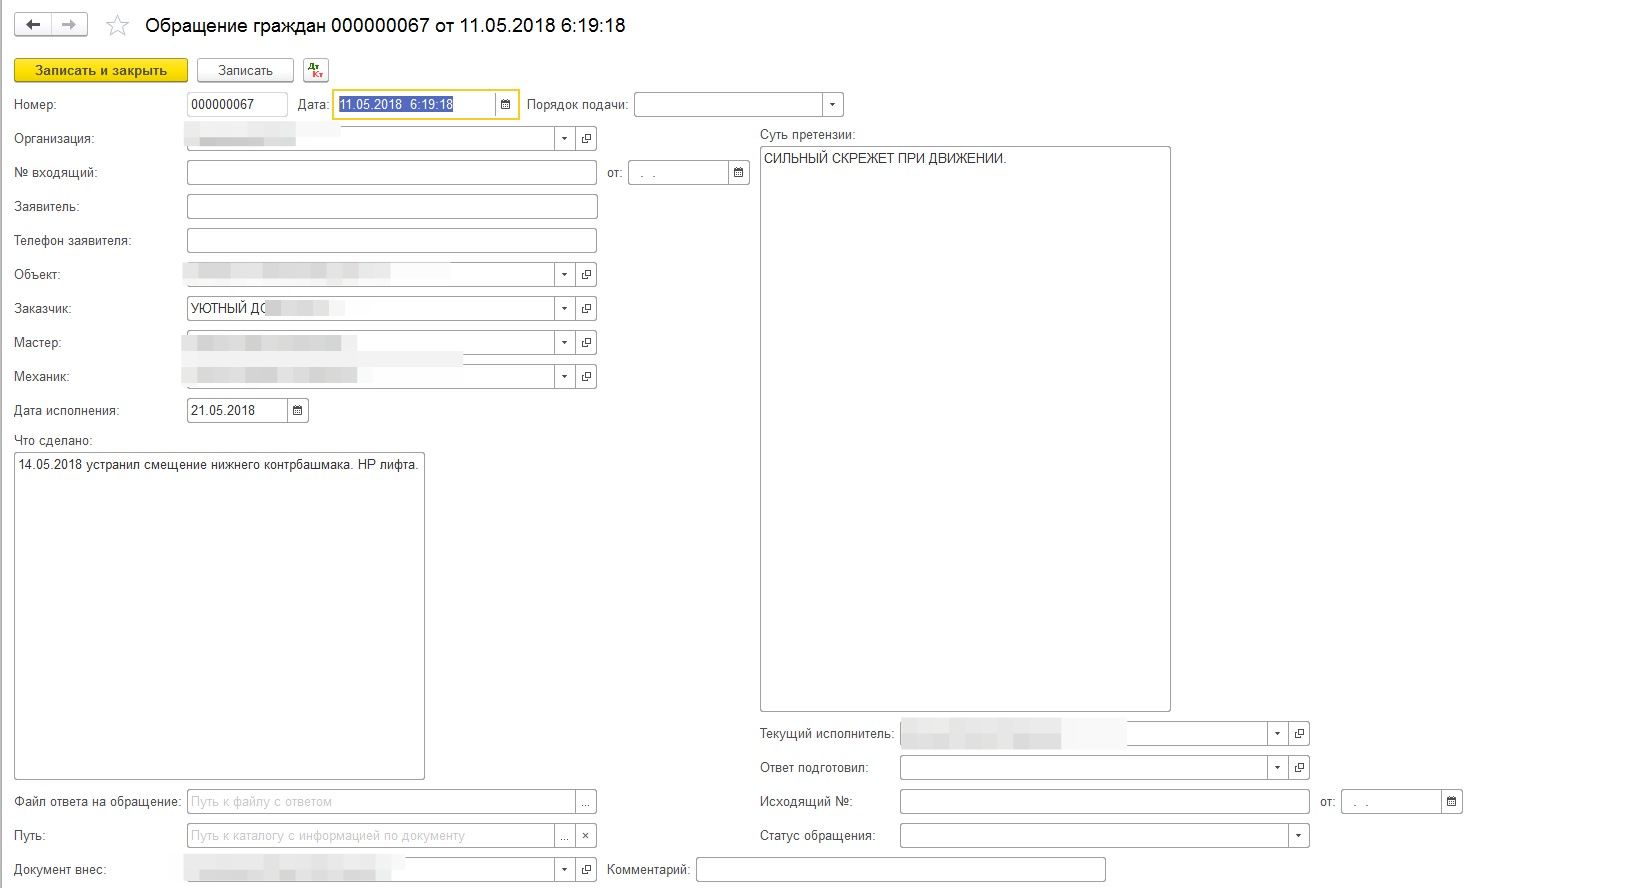 Обращение граждан 000000067 от 11.05.2018 6:19:18
Записать и закрыть
Записать
Дт Кт
Номер: 000000067 Дата: 11.05.2018 6:19:18 Порядок подачи:
Организация:
Суть претензии:
СИЛЬНЫЙ СКРЕЖЕТ ПРИ ДВИЖЕНИИ.
№ входящий: от: . .
Заявитель:
Телефон заявителя:
Объект:
Заказчик: УЮТНЫЙ
Мастер:
Механик:
Дата исполнения: 21.05.2018
Что сделано:
14.05.2018 устранил смещение нижнего контрбашмака. НР лифта.
Текущий исполнитель:
Ответ подготовил:
Файл ответа на обращение: Путь к файлу с ответом ...
Исходящий №: от: . .
Путь: Путь к каталогу с информацией по документу ... ×
Статус обращения:
Документ внес:
Комментарий: